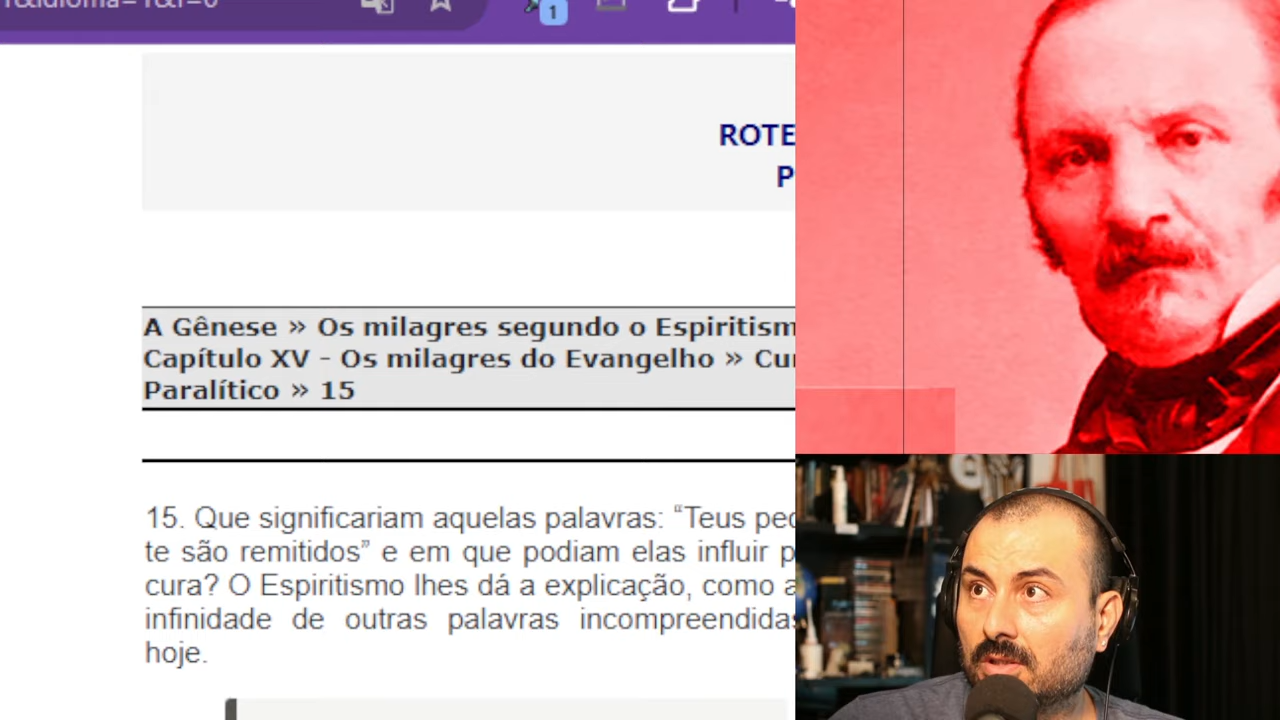 1
ROTE
P
A Gênese » Os milagres segundo o Espiritism
Capítulo XV - Os milagres do Evangelho » Cu
Paralítico » 15
15. Que significariam aquelas palavras: “Teus pec
te são remitidos” e em que podiam elas influir p
cura? O Espiritismo lhes dá a explicação, como a
infinidade de outras palavras incompreendidas
hoje.